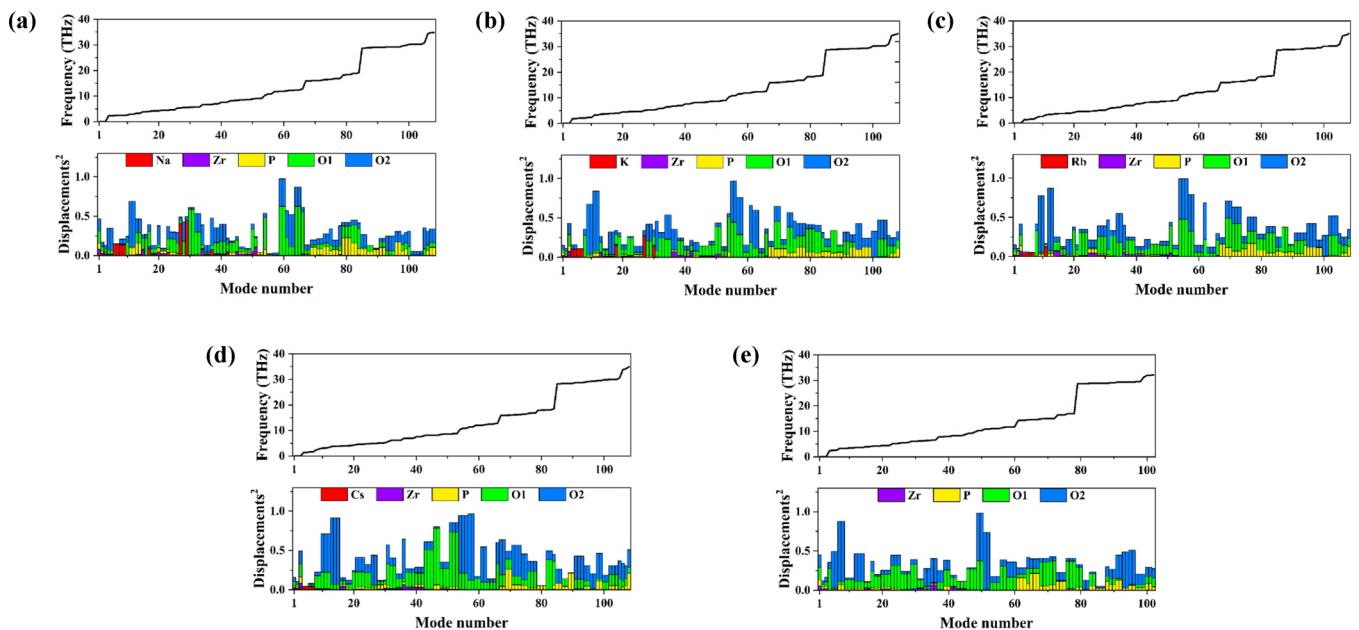 (a)
Frequency (THz)
40
30
20
10
0
1 20 40 60 80 100
Na Zr P O1 O2
Displacements²
1.0
0.5
0.0
1 20 40 60 80 100
Mode number
(b)
Frequency (THz)
40
30
20
10
0
1 20 40 60 80 100
K Zr P O1 O2
Displacements²
1.0
0.5
0.0
1 20 40 60 80 100
Mode number
(c)
Frequency (THz)
40
30
20
10
0
1 20 40 60 80 100
Rb Zr P O1 O2
Displacements²
1.0
0.5
0.0
1 20 40 60 80 100
Mode number
(d)
Frequency (THz)
40
30
20
10
0
1 20 40 60 80 100
Cs Zr P O1 O2
Displacements²
1.0
0.5
0.0
1 20 40 60 80 100
Mode number
(e)
Frequency (THz)
40
30
20
10
0
1 20 40 60 80 100
Zr P O1 O2
Displacements²
1.0
0.5
0.0
1 20 40 60 80 100
Mode number